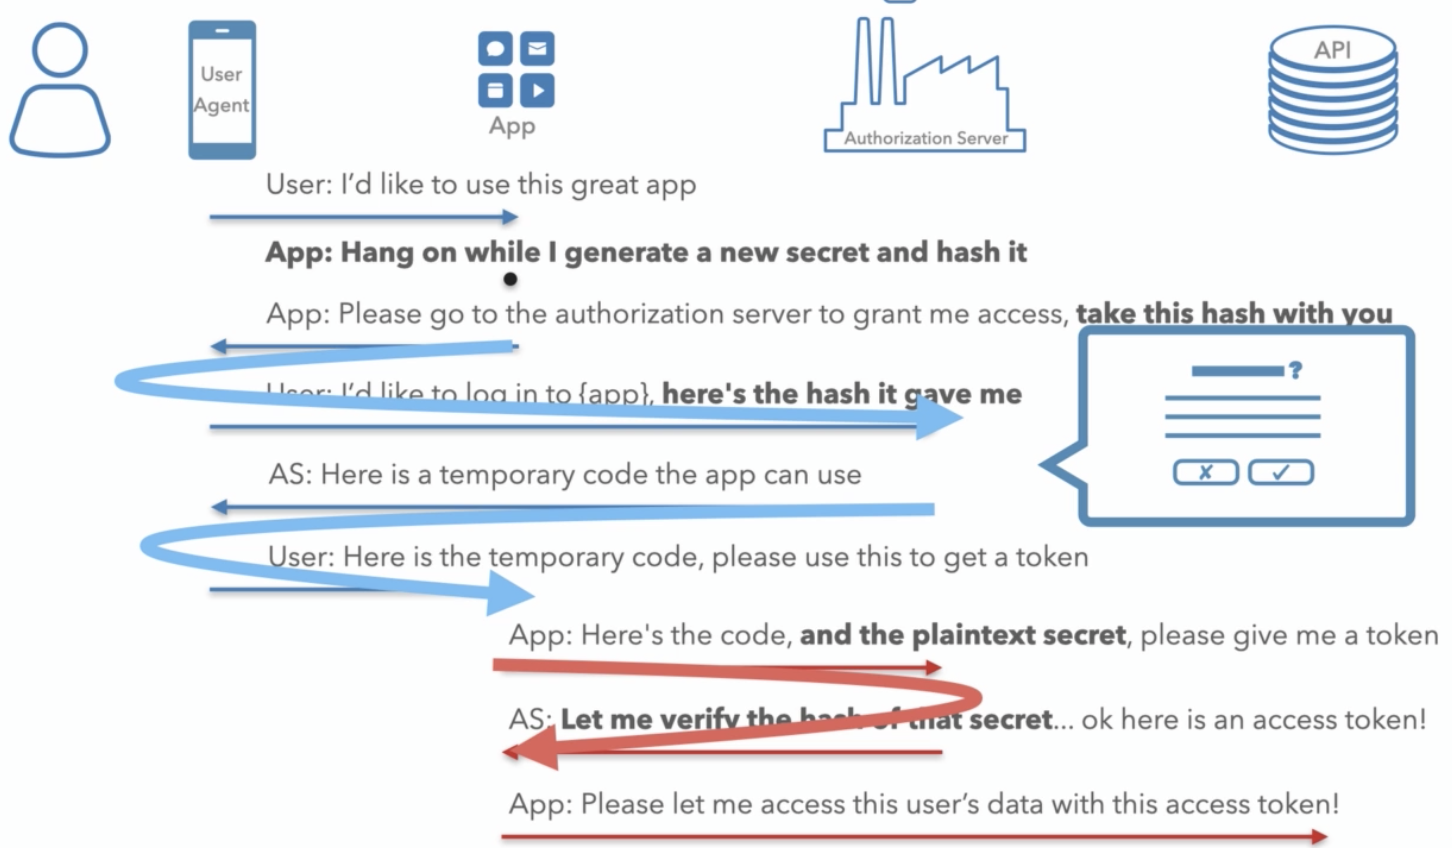 User
Agent
App
Authorization Server
API
User: I’d like to use this great app
App: Hang on while I generate a new secret and hash it
App: Please go to the authorization server to grant me access, take this hash with you
?
User: I’d like to log in to {app}, here's the hash it gave me
AS: Here is a temporary code the app can use
User: Here is the temporary code, please use this to get a token
App: Here's the code, and the plaintext secret, please give me a token
AS: Let me verify the hash of that secret... ok here is an access token!
App: Please let me access this user’s data with this access token!